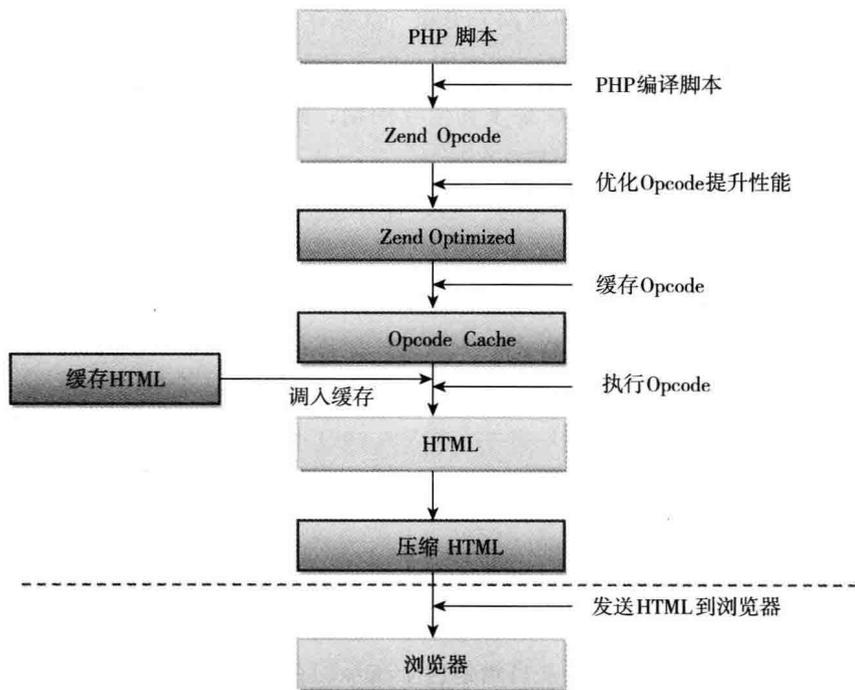 PHP 脚本
PHP编译脚本
Zend Opcode
优化Opcode提升性能
Zend Optimized
缓存Opcode
Opcode Cache
缓存HTML
调入缓存
执行Opcode
HTML
压缩 HTML
发送HTML到浏览器
浏览器